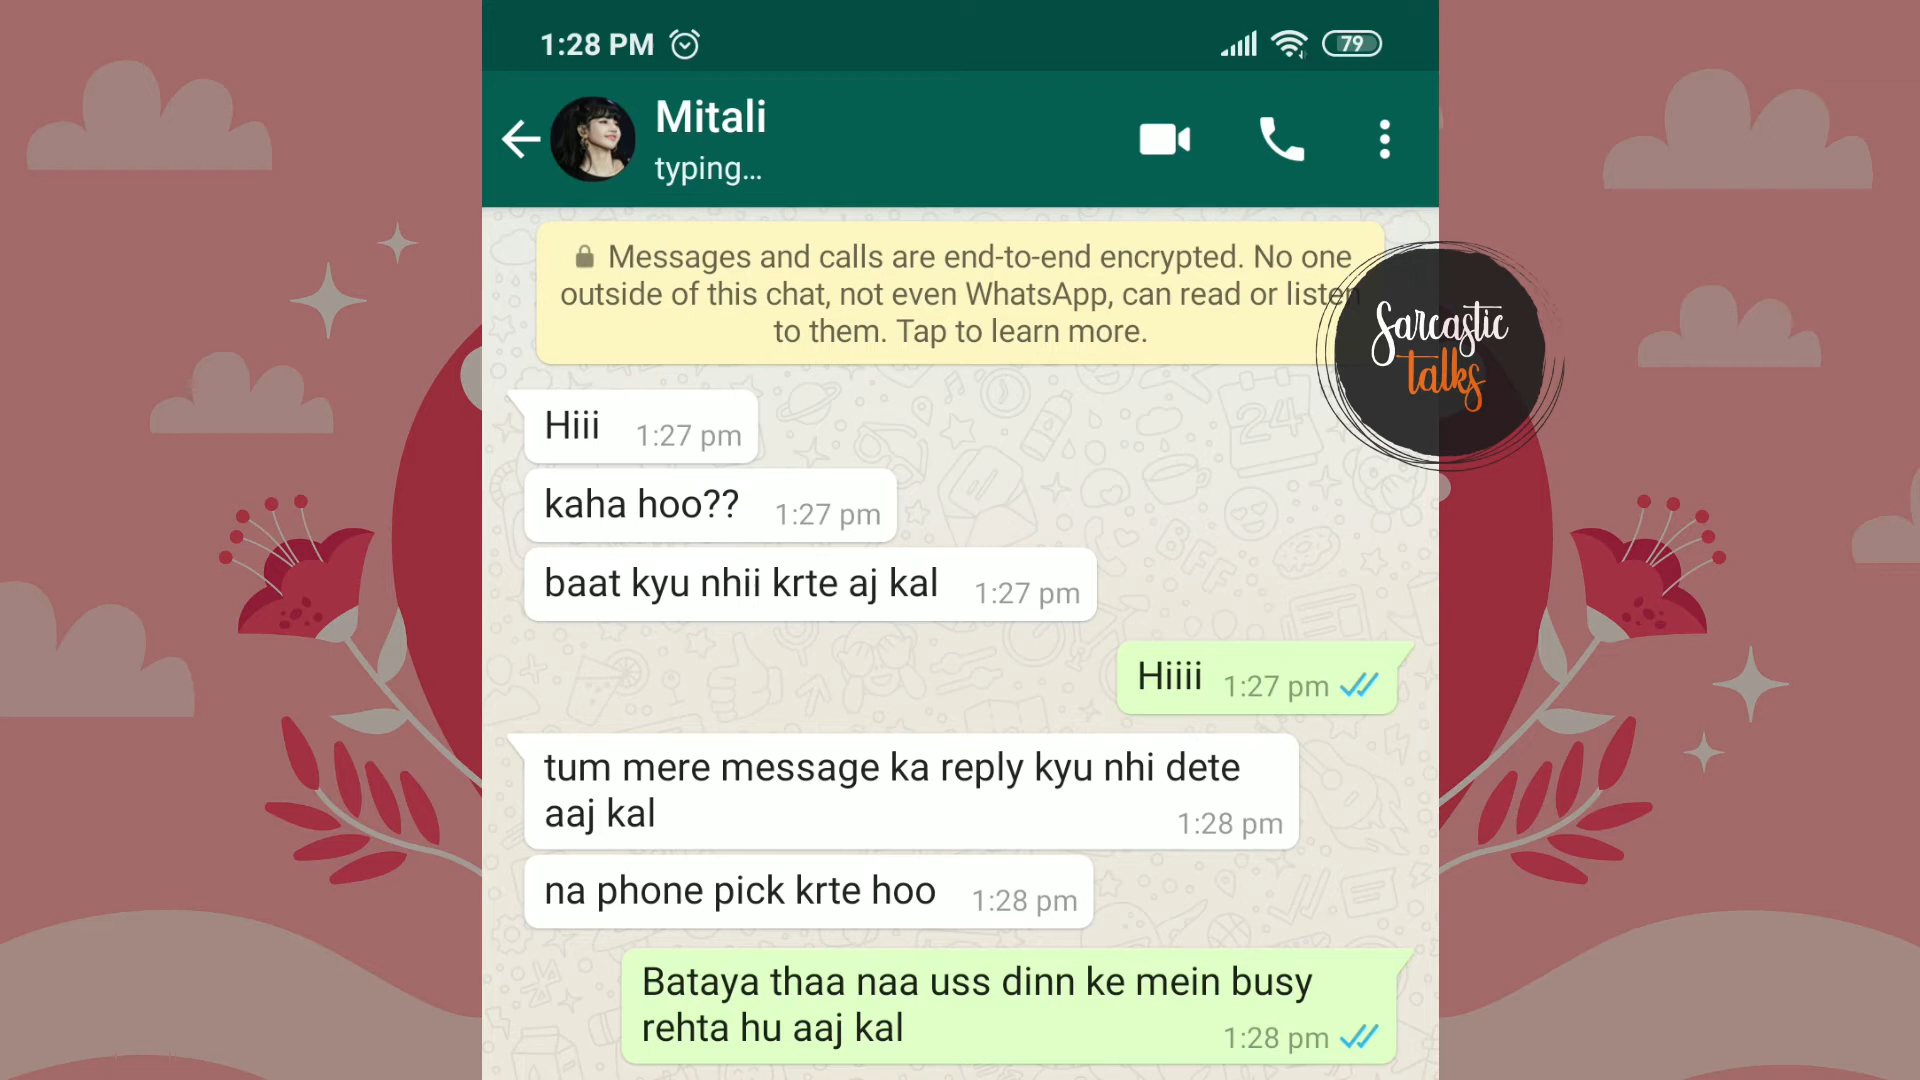 1:28 PM
79
Mitali
typing...
Messages and calls are end-to-end encrypted. No one
outside of this chat, not even WhatsApp, can read or listen
to them. Tap to learn more.
Sarcastic
talks
Hiii 1:27 pm
kaha hoo?? 1:27 pm
baat kyu nhii krte aj kal 1:27 pm
Hiiii 1:27 pm
tum mere message ka reply kyu nhi dete
aaj kal 1:28 pm
na phone pick krte hoo 1:28 pm
Bataya thaa naa uss dinn ke mein busy
rehta hu aaj kal 1:28 pm